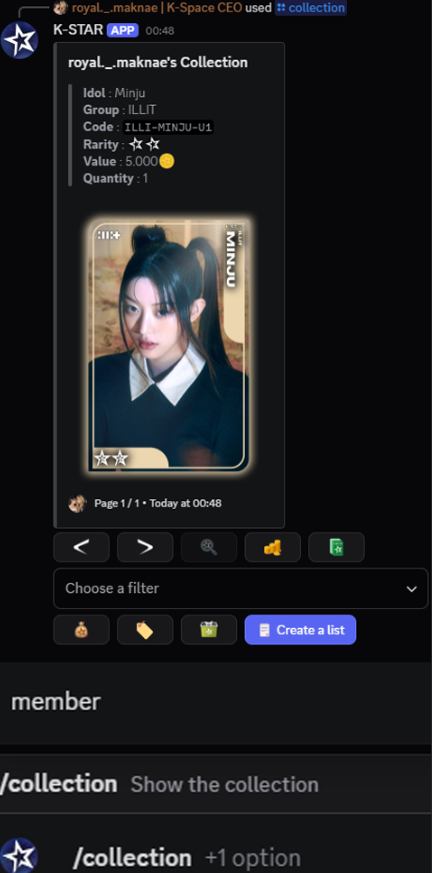 royal._.maknae | K-Space CEO used collection
K-STAR APP 00:48
royal._.maknae's Collection
Idol : Minju
Group : ILLIT
Code : ILLI-MINJU-U1
Rarity :
Value : 5.000
Quantity : 1
MINJU
Page 1 / 1 • Today at 00:48
< >
Choose a filter
Create a list
member
/collection Show the collection
/collection +1 option